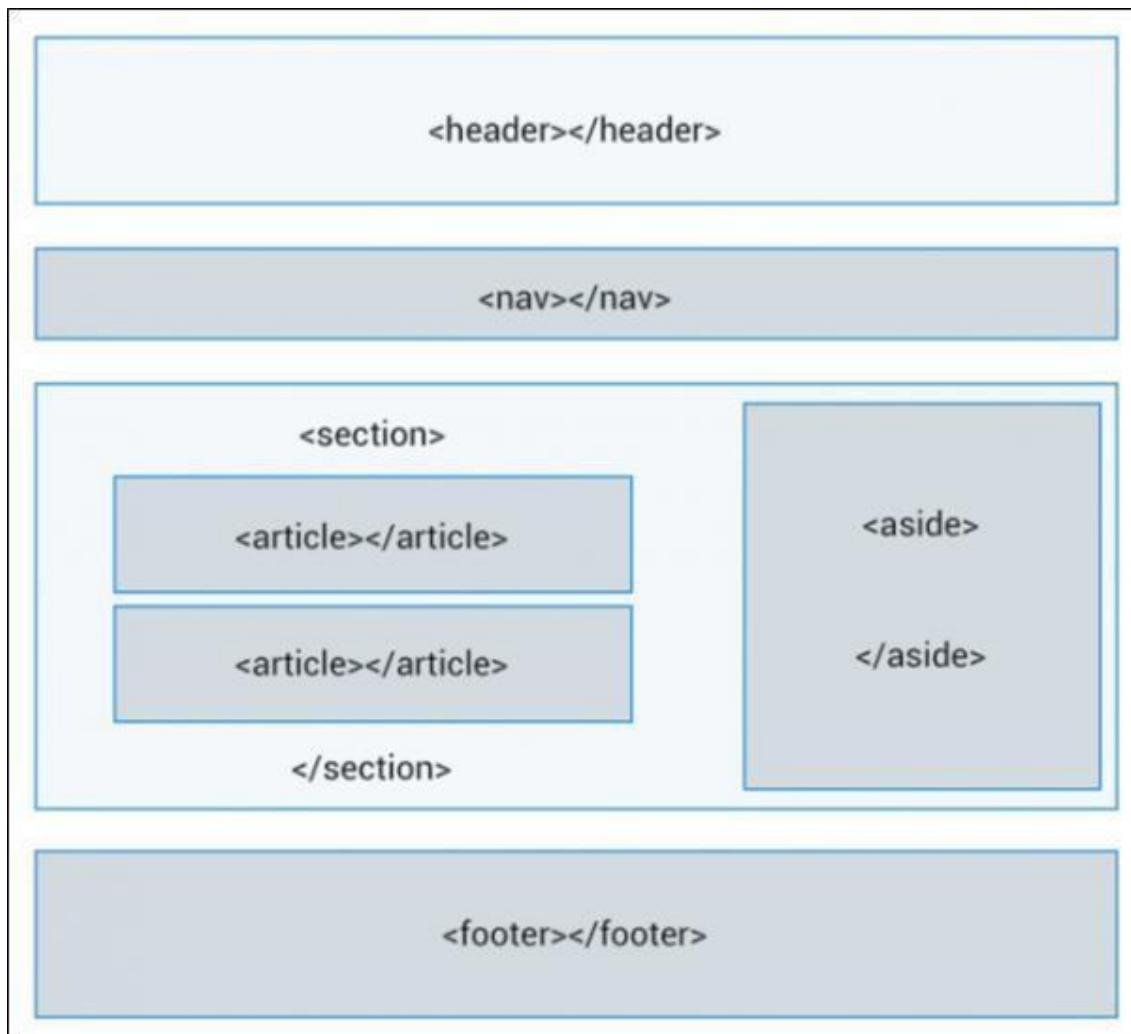 <header></header>
<nav></nav>
<section>
<article></article>
<article></article>
</section>
<aside>
</aside>
<footer></footer>